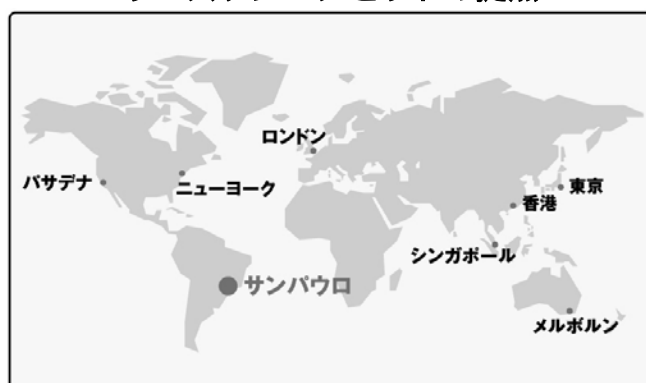 ロンドン
パサデナ
ニューヨーク
東京
香港
シンガポール
サンパウロ
メルボルン